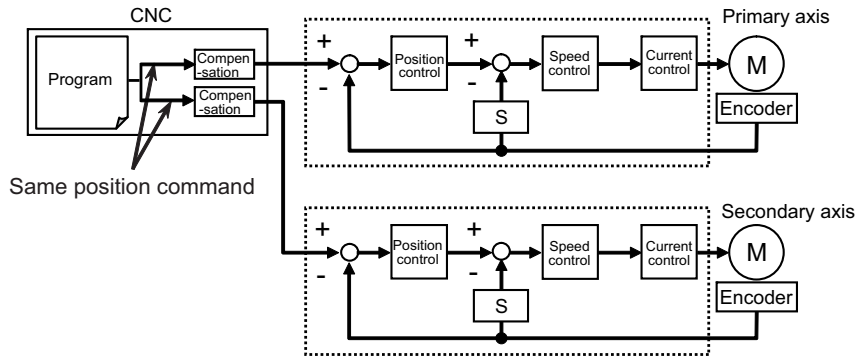 CNC
Program
Compen
-sation
Compen
-sation
Same position command
Primary axis
+
-
Position
control
+
-
Speed
control
Current
control
M
Encoder
S
Secondary axis
+
-
Position
control
+
-
Speed
control
Current
control
M
Encoder
S